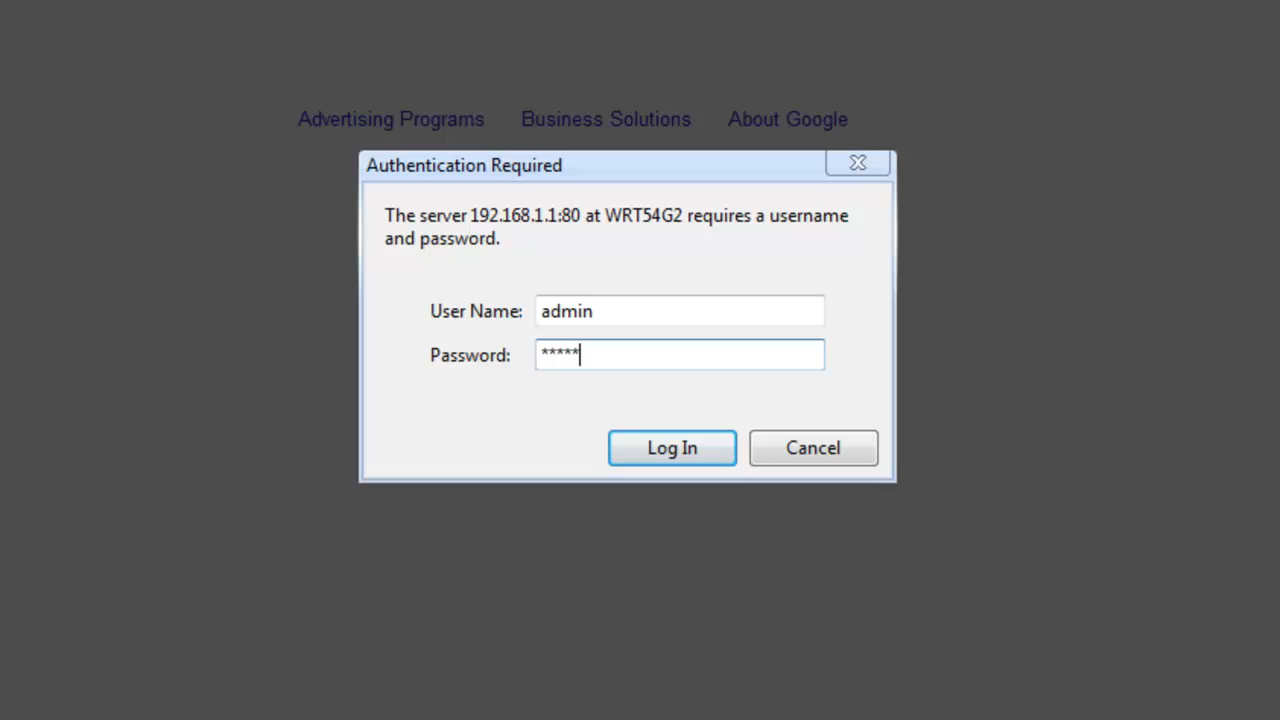 Advertising Programs Business Solutions About Google
Authentication Required
The server 192.168.1.1:80 at WRT54G2 requires a username
and password.
User Name: admin
Password: *****
Log In Cancel